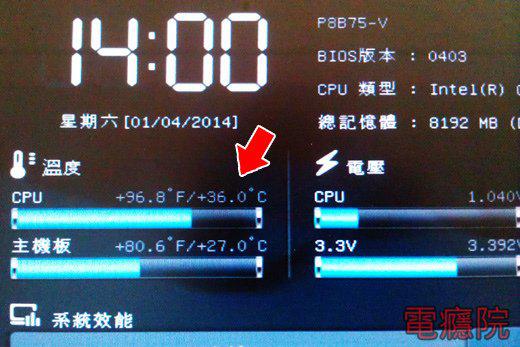 14:00
P8B75-V
BIOS版本 : 0403
CPU 類型 : Intel(R)
星期六 [01/04/2014]
總記憶體 : 8192 MB
溫度
電壓
CPU +96.8°F/+36.0°C
CPU 1.040V
主機板 +80.6°F/+27.0°C
3.3V 3.392V
系統效能
電癮院